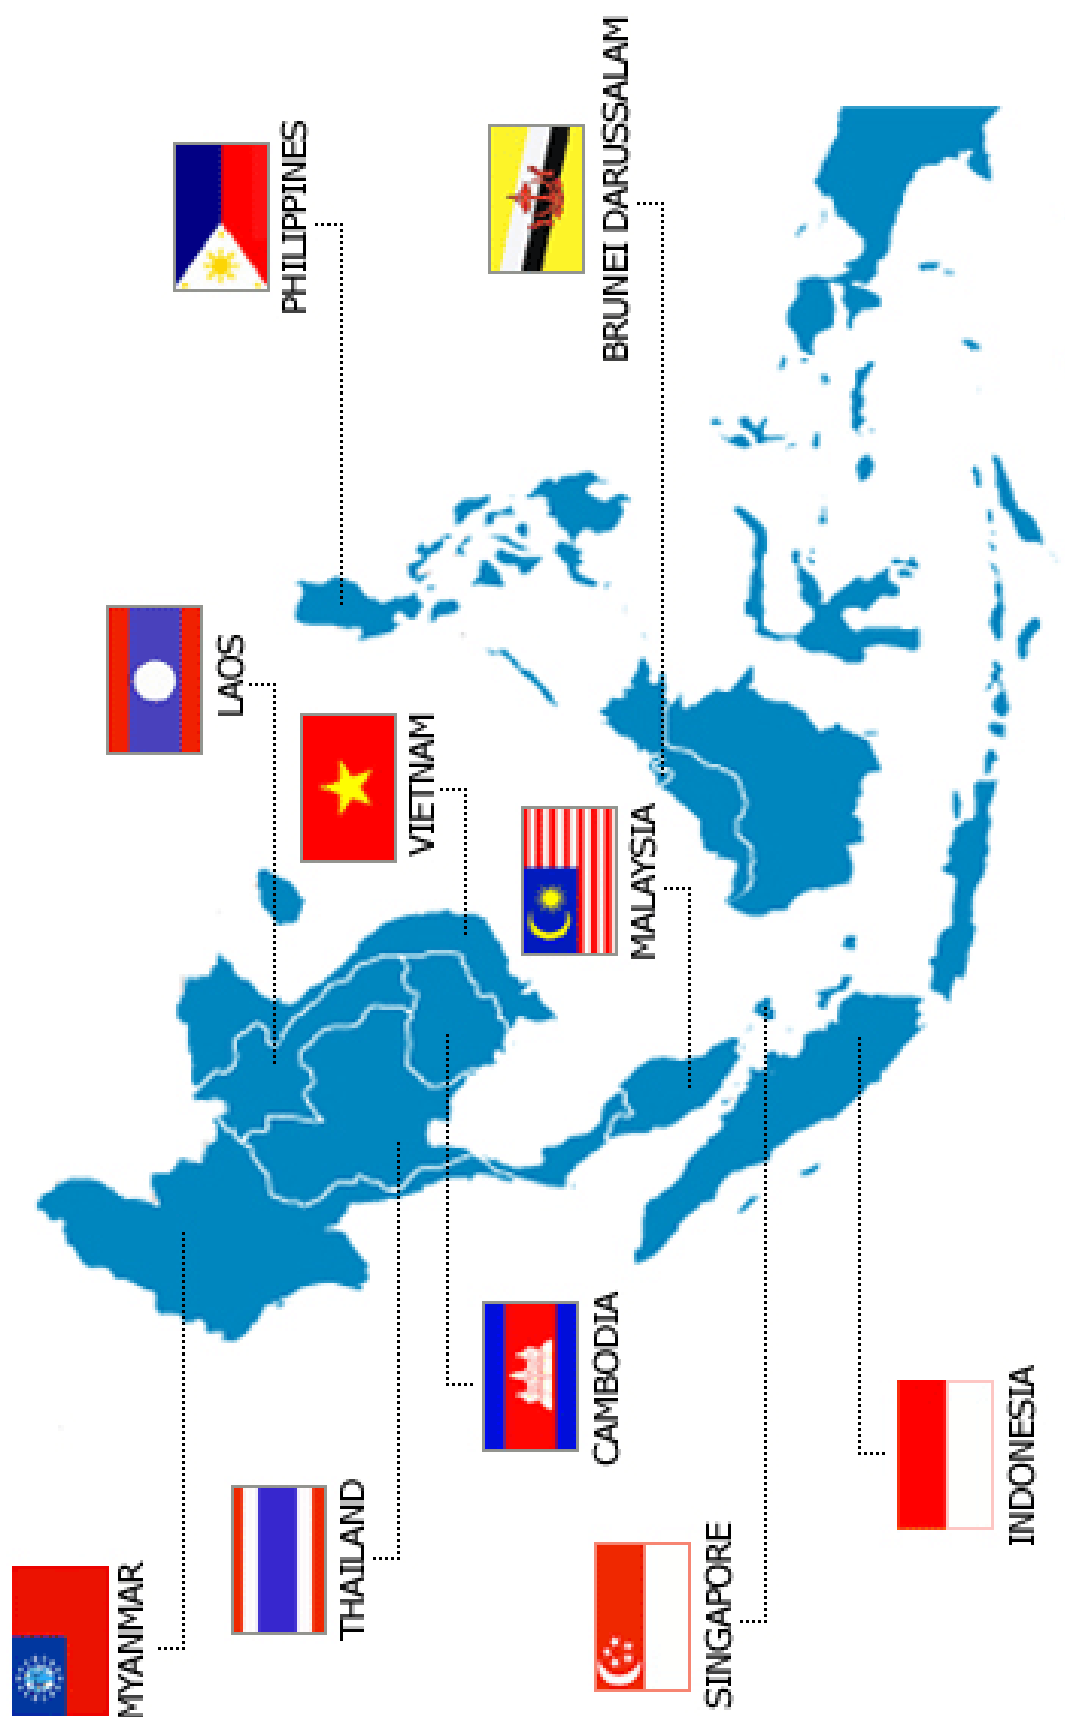 MYANMAR
THAILAND
LAOS
PHILIPPINES
VIETNAM
CAMBODIA
BRUNEI DARUSSALAM
MALAYSIA
SINGAPORE
INDONESIA